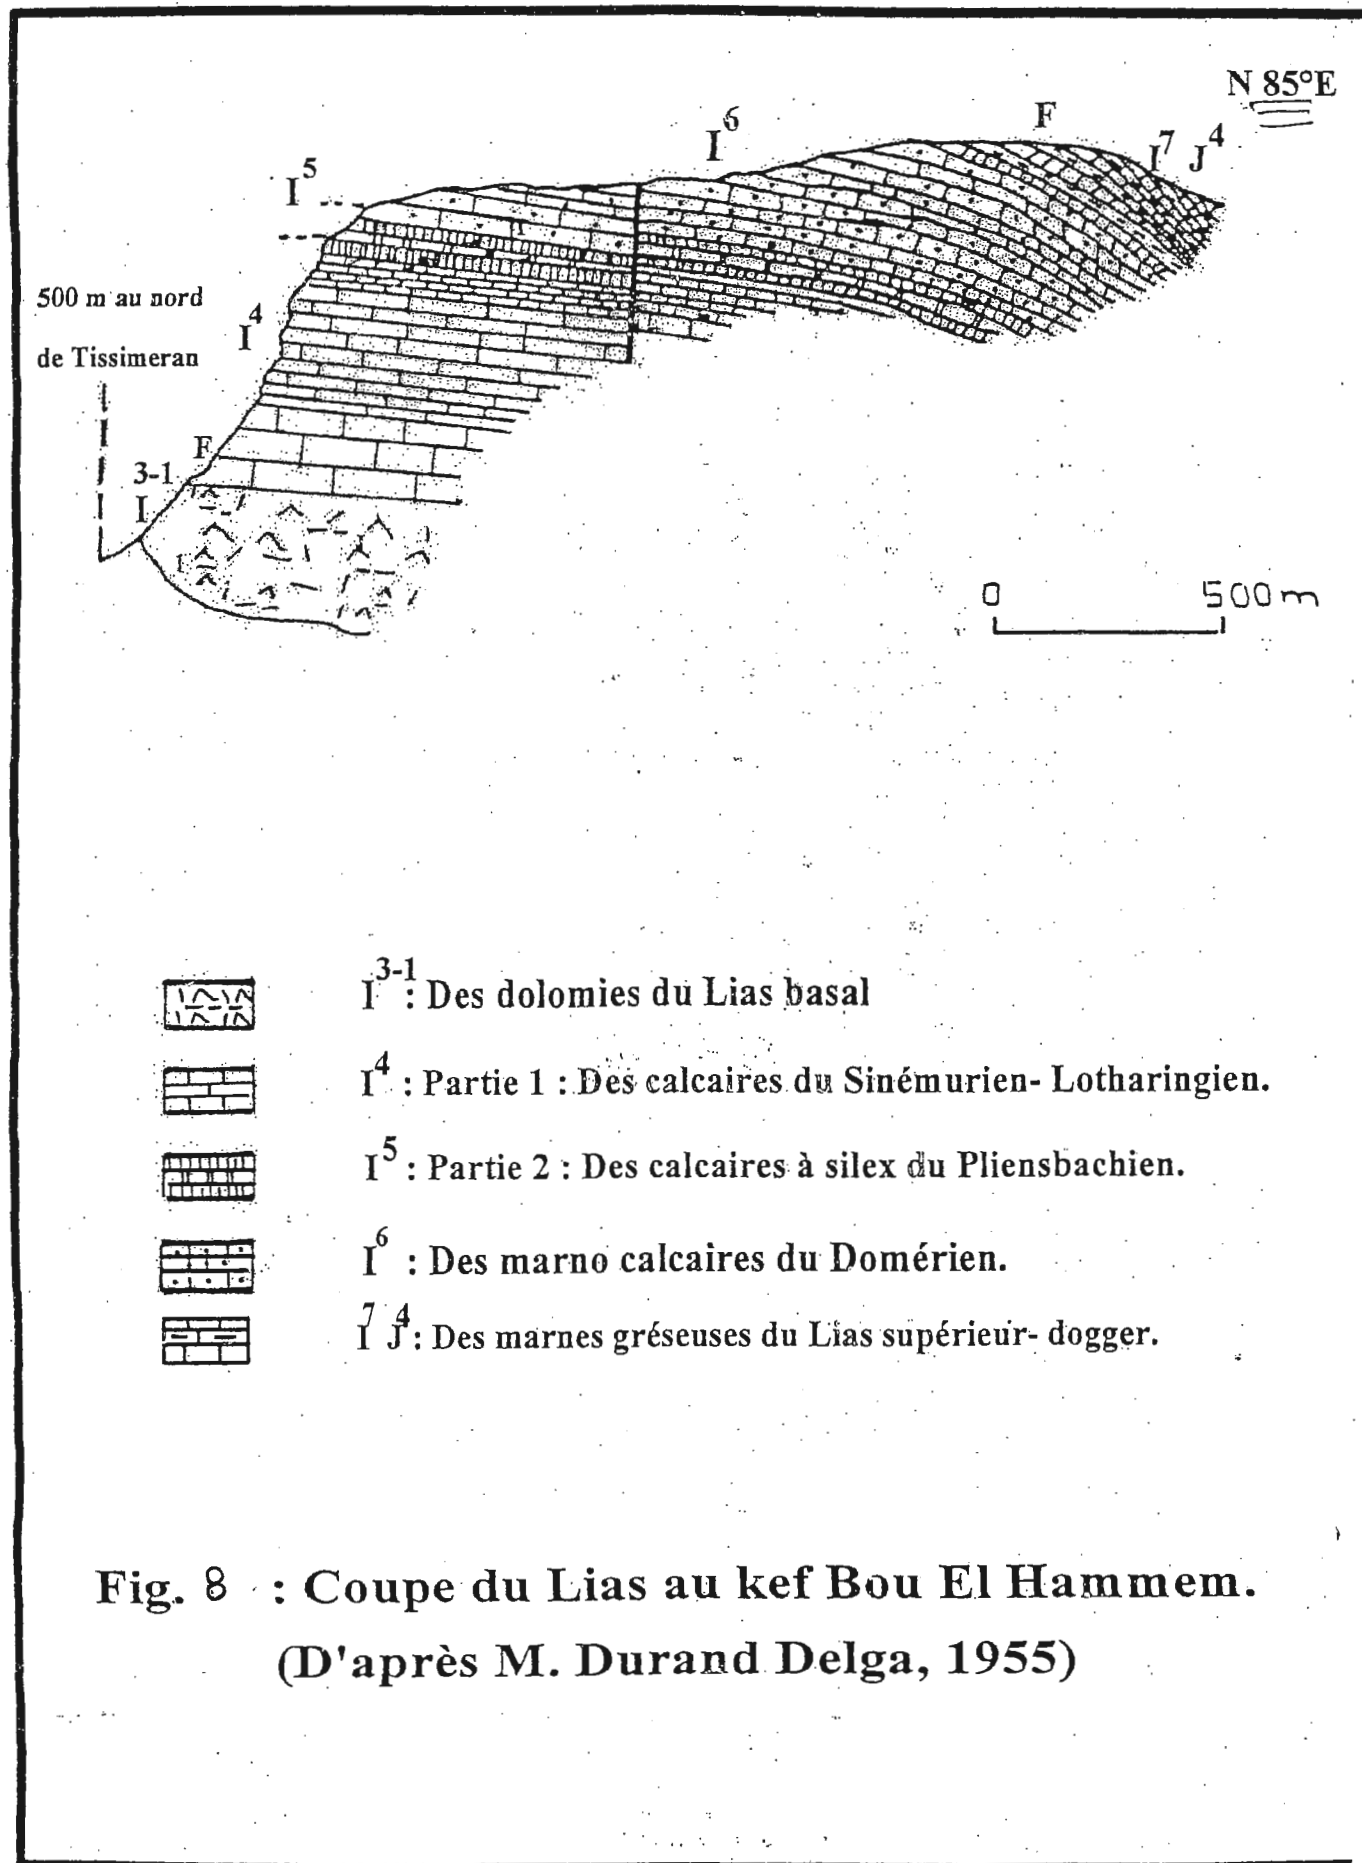 N 85°E
F
I⁶
I⁷ J⁴
I⁵
500 m au nord
de Tissimeran
I⁴
F
I³⁻¹
0 500m
I³⁻¹ : Des dolomies du Lias basal
I⁴ : Partie 1 : Des calcaires du Sinémurien- Lotharingien.
I⁵ : Partie 2 : Des calcaires à silex du Pliensbachien.
I⁶ : Des marno calcaires du Domérien.
I⁷ J⁴ : Des marnes gréseuses du Lias supérieur- dogger.
Fig. 8 : Coupe du Lias au kef Bou El Hammem.
(D'après M. Durand Delga, 1955)